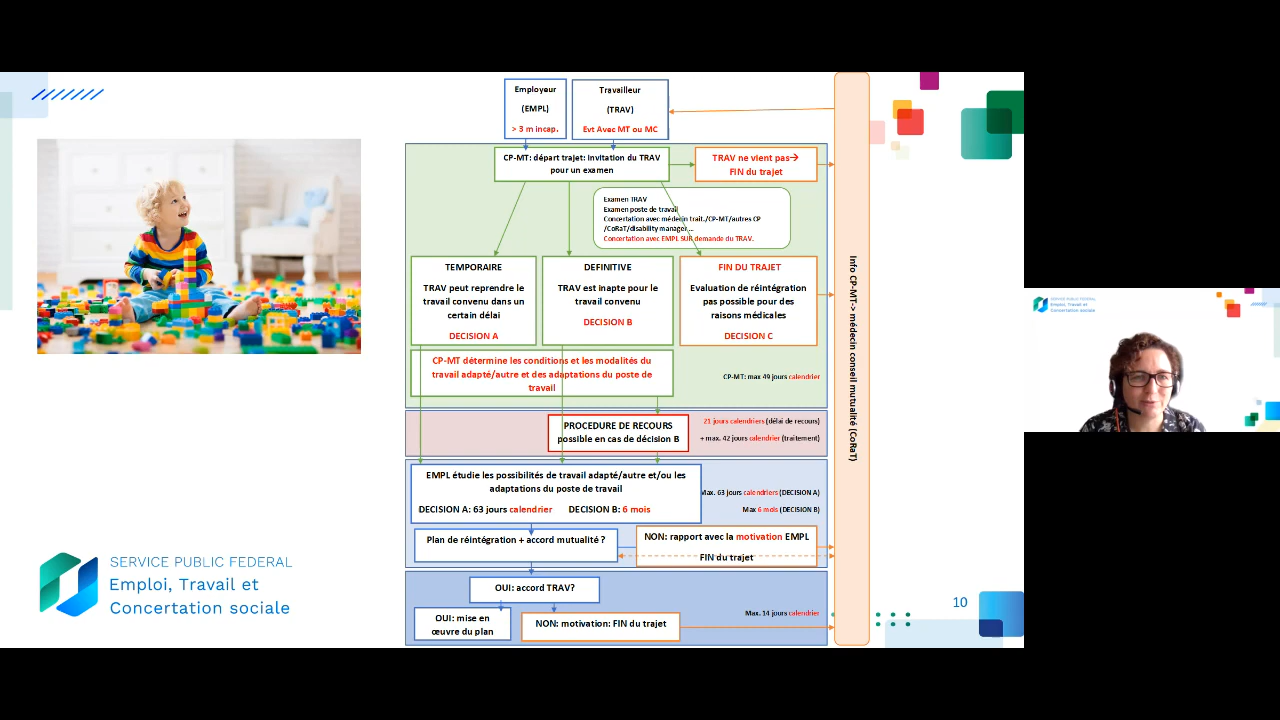 Employeur
(EMPL)
> 3 m incap.
Travailleur
(TRAV)
Evt Avec MT ou MC
CP-MT: départ trajet: invitation du TRAV
pour un examen
TRAV ne vient pas→
FIN du trajet
Examen TRAV
Examen poste de travail
Concertation avec médecin trait./CP-MT/autres CP
/CoRaT/disability manager ...
Concertation avec EMPL SUR demande du TRAV.
TEMPORAIRE
TRAV peut reprendre le
travail convenu dans un
certain délai
DECISION A
DEFINITIVE
TRAV est inapte pour le
travail convenu
DECISION B
FIN DU TRAJET
Evaluation de réintégration
pas possible pour des
raisons médicales
DECISION C
CP-MT détermine les conditions et les modalités du
travail adapté/autre et des adaptations du poste de
travail
CP-MT: max 49 jours calendrier
PROCEDURE DE RECOURS
possible en cas de décision B
21 jours calendriers (délai de recours)
+ max. 42 jours calendrier (traitement)
EMPL étudie les possibilités de travail adapté/autre et/ou les
adaptations du poste de travail
DECISION A: 63 jours calendrier DECISION B: 6 mois
Max. 63 jours calendriers (DECISION A)
Max 6 mois (DECISION B)
Plan de réintégration + accord mutualité ?
NON: rapport avec la motivation EMPL
FIN du trajet
OUI: accord TRAV?
OUI: mise en
œuvre du plan
NON: motivation: FIN du trajet
Max. 14 jours calendrier
Info CP-MT-> médecin conseil mutualité (CoRaT)
SERVICE PUBLIC FEDERAL
Emploi, Travail et
Concertation sociale
10
SERVICE PUBLIC FEDERAL
Emploi, Travail et
Concertation sociale